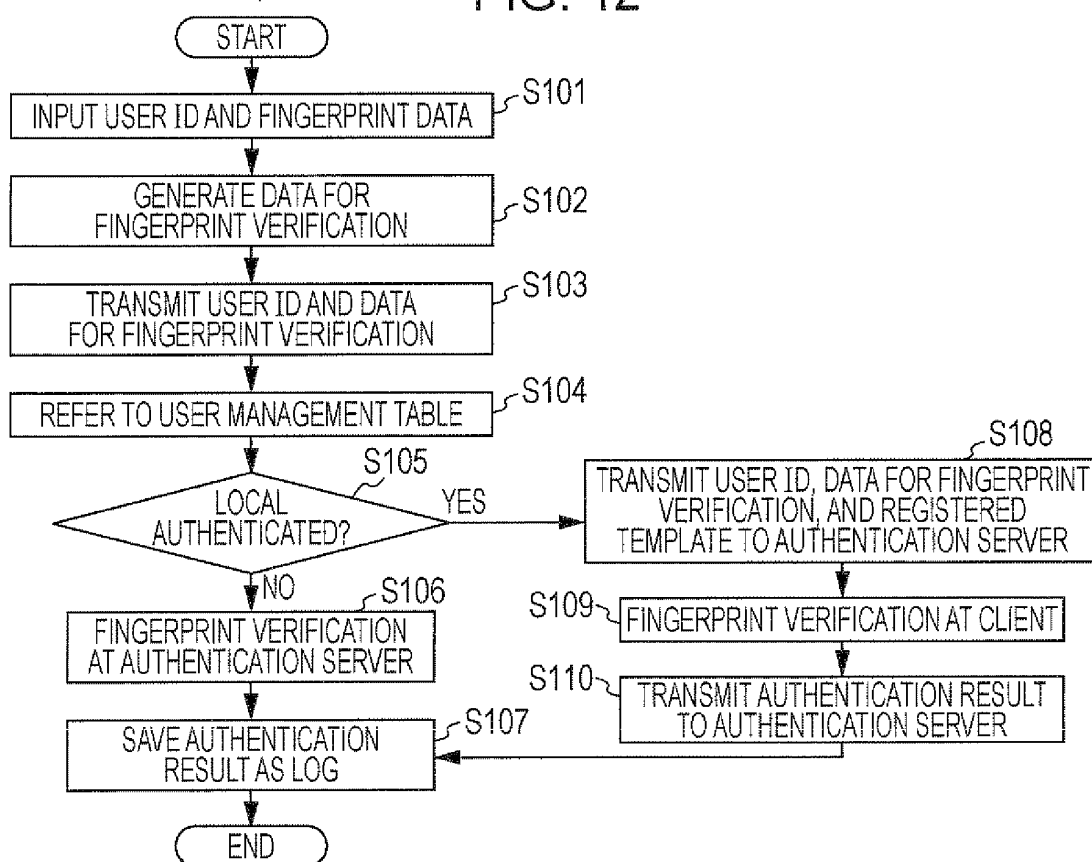 FIG. 12
START
S101
INPUT USER ID AND FINGERPRINT DATA
S102
GENERATE DATA FOR
FINGERPRINT VERIFICATION
S103
TRANSMIT USER ID AND DATA
FOR FINGERPRINT VERIFICATION
S104
REFER TO USER MANAGEMENT TABLE
S105
LOCAL
AUTHENTICATED?
YES
NO
S106
FINGERPRINT VERIFICATION
AT AUTHENTICATION SERVER
S107
SAVE AUTHENTICATION
RESULT AS LOG
END
S108
TRANSMIT USER ID, DATA FOR FINGERPRINT
VERIFICATION, AND REGISTERED
TEMPLATE TO AUTHENTICATION SERVER
S109
FINGERPRINT VERIFICATION AT CLIENT
S110
TRANSMIT AUTHENTICATION RESULT
TO AUTHENTICATION SERVER